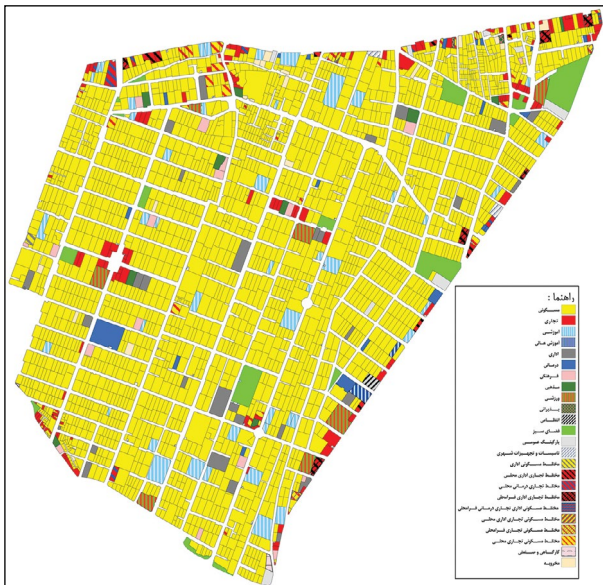 راهنما :
مسکونی
تجاری
آموزشی
آموزش عالی
اداری
درمانی
فرهنگی
مذهبی
ورزشی
پذیرایی
انتظامی
فضای سبز
پارکینگ عمومی
تاسیسات و تجهیزات شهری
مختلط مسکونی اداری
مختلط تجاری اداری محلی
مختلط تجاری درمانی محلی
مختلط تجاری اداری فرامحلی
مختلط مسکونی اداری تجاری درمانی فرامحلی
مختلط مسکونی تجاری اداری محلی
مختلط مسکونی تجاری فرامحلی
مختلط مسکونی تجاری محلی
کارگاهی و صنعتی
مخروبه